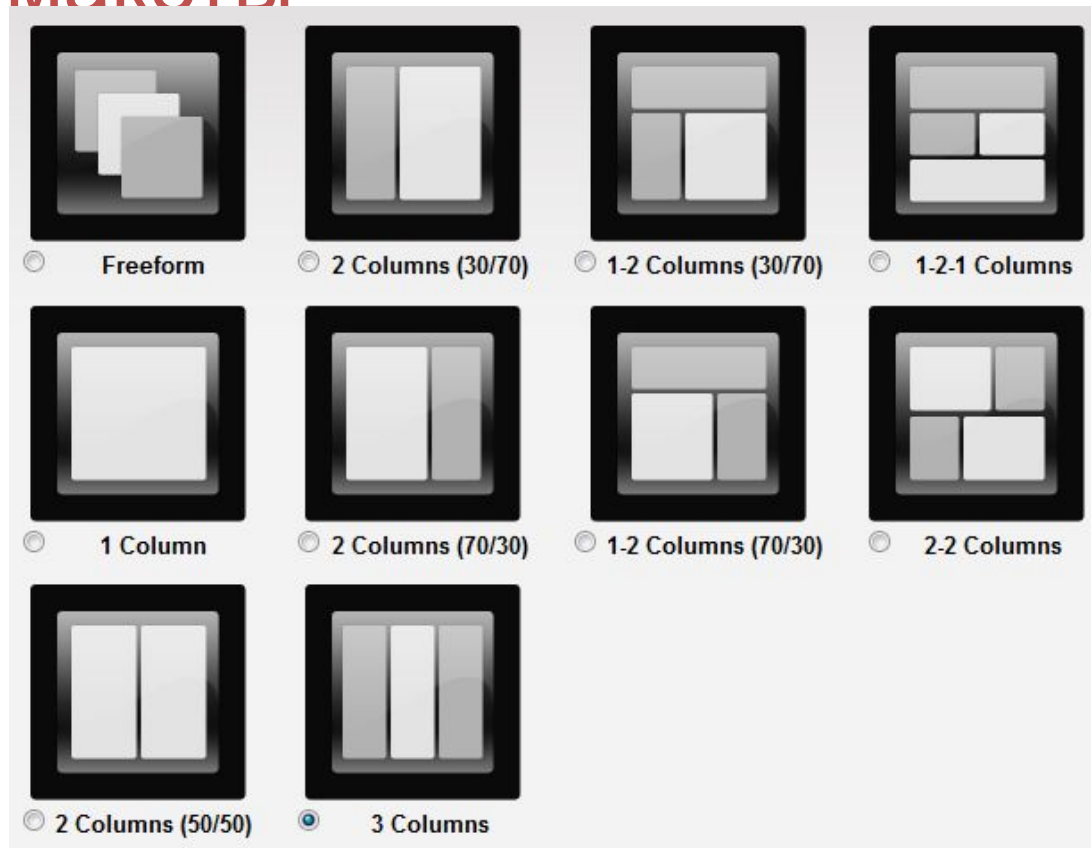 Макеты
Freeform
2 Columns (30/70)
1-2 Columns (30/70)
1-2-1 Columns
1 Column
2 Columns (70/30)
1-2 Columns (70/30)
2-2 Columns
2 Columns (50/50)
3 Columns